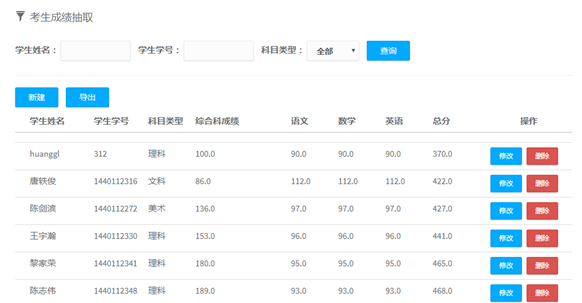 考生成绩抽取
学生姓名： 学生学号： 科目类型： 全部 查询
新建 导出
学生姓名 学生学号 科目类型 综合科成绩 语文 数学 英语 总分 操作
huanggl 312 理科 100.0 90.0 90.0 90.0 370.0 修改 删除
唐轶俊 1440112316 文科 86.0 112.0 112.0 112.0 422.0 修改 删除
陈剑滨 1440112272 美术 136.0 97.0 97.0 97.0 427.0 修改 删除
王宇瀚 1440112330 理科 153.0 96.0 96.0 96.0 441.0 修改 删除
黎家荣 1440112341 理科 180.0 95.0 95.0 95.0 465.0 修改 删除
陈志伟 1440112348 理科 189.0 93.0 93.0 93.0 468.0 修改 删除